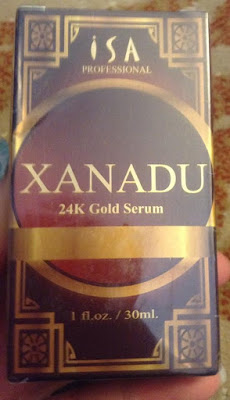 iSA
PROFESSIONAL
XANADU
24K Gold Serum
1 fl.oz. / 30ml.